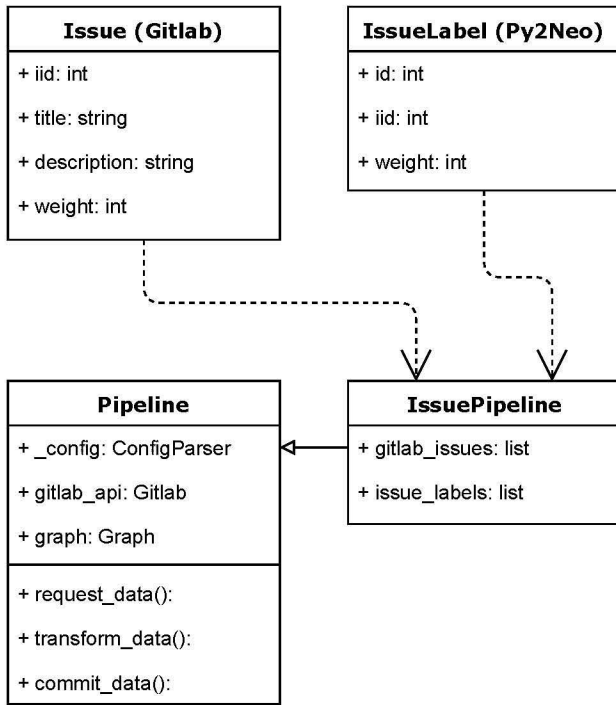 Issue (Gitlab)
+ iid: int
+ title: string
+ description: string
+ weight: int
IssueLabel (Py2Neo)
+ id: int
+ iid: int
+ weight: int
Pipeline
+ _config: ConfigParser
+ gitlab_api: Gitlab
+ graph: Graph
+ request_data():
+ transform_data():
+ commit_data():
IssuePipeline
+ gitlab_issues: list
+ issue_labels: list